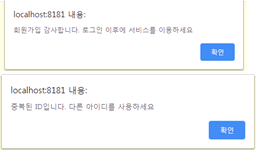 localhost:8181 내용:
회원가입 감사합니다. 로그인 이후에 서비스를 이용하세요
확인
localhost:8181 내용:
중복된 ID입니다. 다른 아이디를 사용하세요
확인